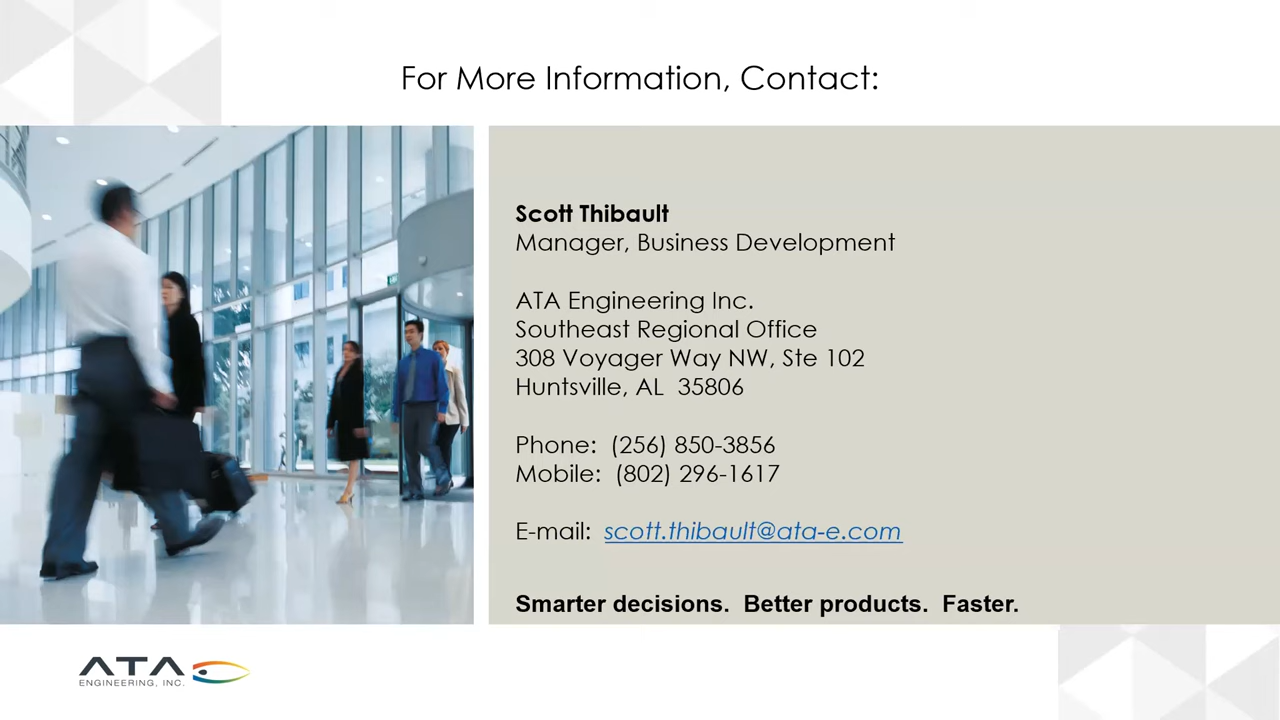 For More Information, Contact:
Scott Thibault
Manager, Business Development
ATA Engineering Inc.
Southeast Regional Office
308 Voyager Way NW, Ste 102
Huntsville, AL  35806
Phone:  (256) 850-3856
Mobile:  (802) 296-1617
E-mail:  scott.thibault@ata-e.com
Smarter decisions.  Better products.  Faster.
ATA
ENGINEERING, INC.